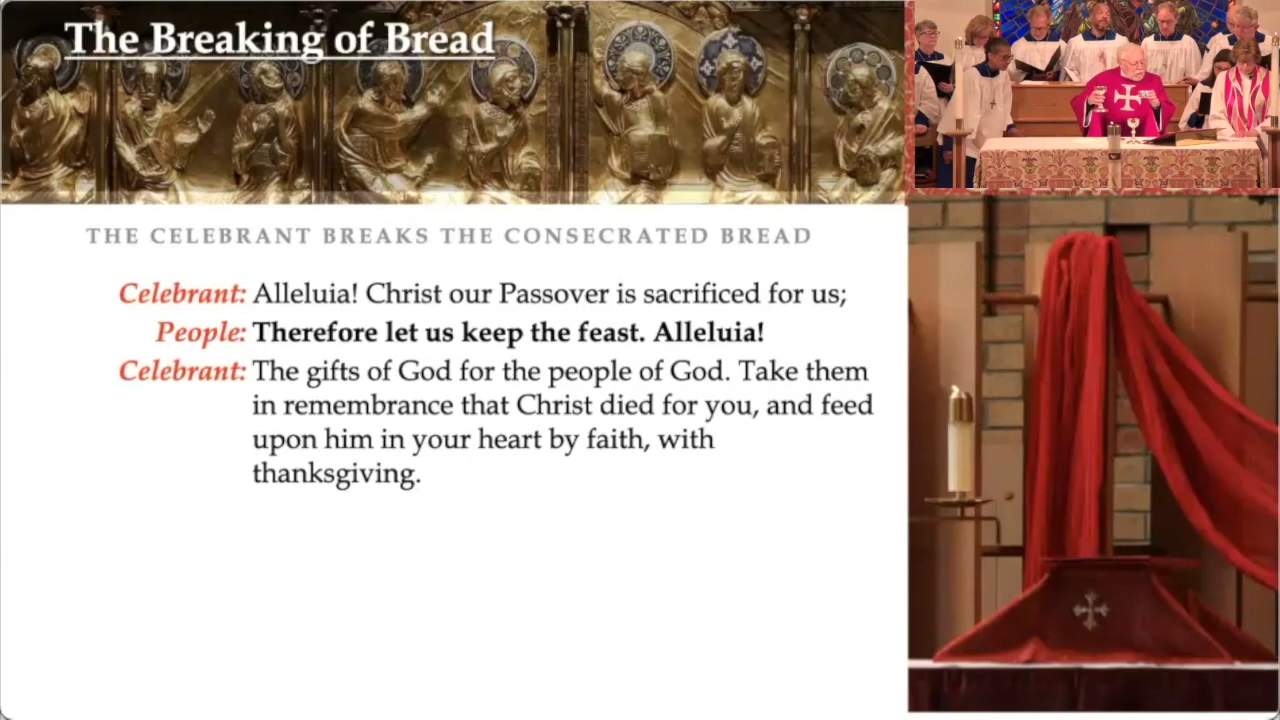 The Breaking of Bread
THE CELEBRANT BREAKS THE CONSECRATED BREAD
Celebrant: Alleluia! Christ our Passover is sacrificed for us;
People: Therefore let us keep the feast. Alleluia!
Celebrant: The gifts of God for the people of God. Take them
in remembrance that Christ died for you, and feed
upon him in your heart by faith, with
thanksgiving.